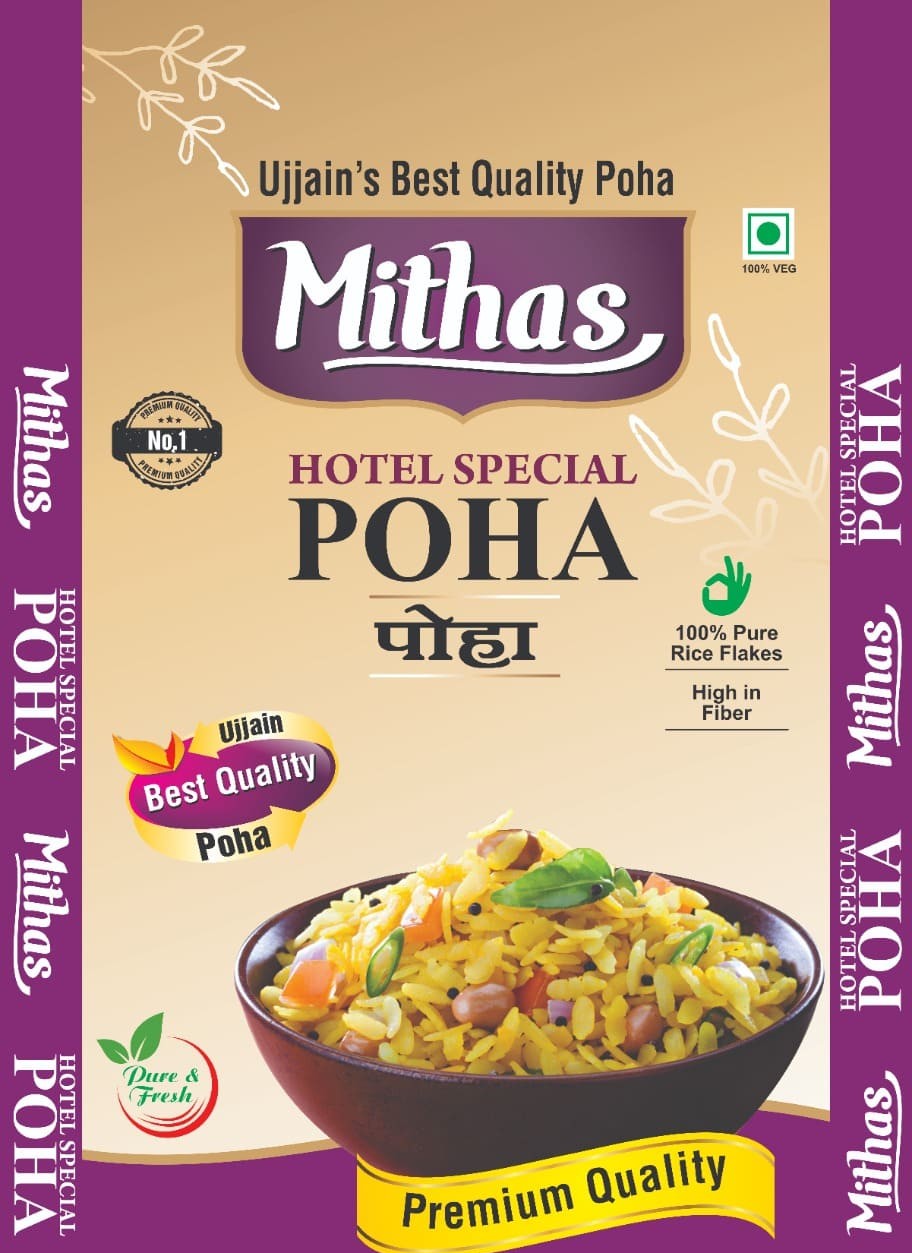 Ujjain's Best Quality Poha
Mithas
100% VEG
PREMIUM QUALITY
No.1
PREMIUM QUALITY
HOTEL SPECIAL
POHA
पोहा
100% Pure
Rice Flakes
High in
Fiber
Ujjain
Best Quality
Poha
Pure &
Fresh
Premium Quality
Mithas
HOTEL SPECIAL
POHA
Mithas
HOTEL SPECIAL
POHA
HOTEL SPECIAL
POHA
Mithas
HOTEL SPECIAL
POHA
Mithas